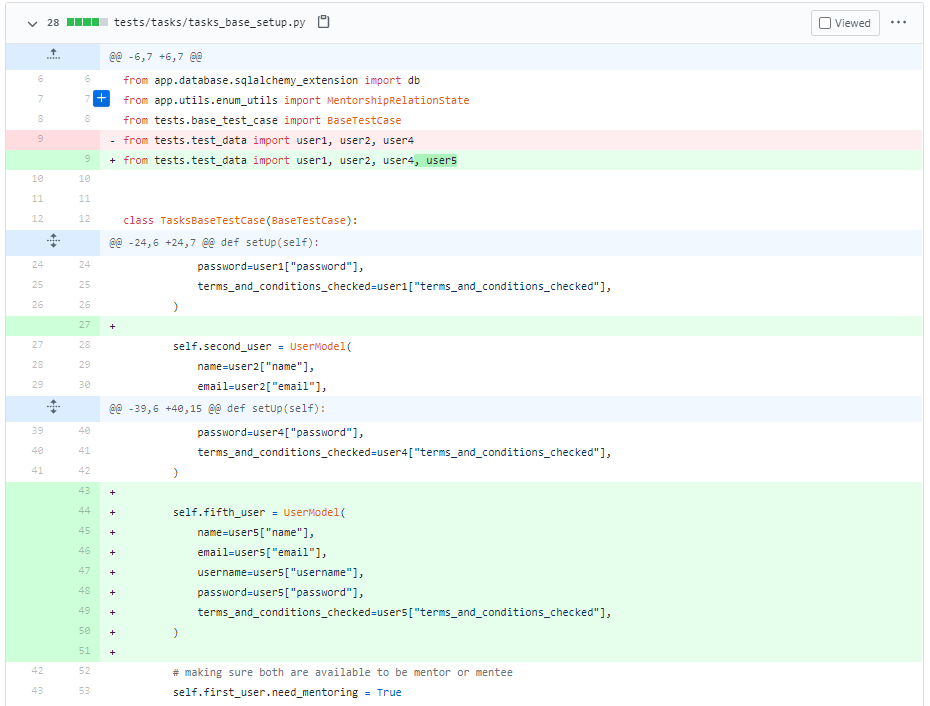 28 tests/tasks/tasks_base_setup.py Viewed ...
@@ -6,7 +6,7 @@
6 6 from app.database.sqlalchemy_extension import db
7 7 + from app.utils.enum_utils import MentorshipRelationState
8 8 from tests.base_test_case import BaseTestCase
9 - from tests.test_data import user1, user2, user4
9 + from tests.test_data import user1, user2, user4, user5
10 10
11 11
12 12 class TasksBaseTestCase(BaseTestCase):
@@ -24,6 +24,7 @@ def setUp(self):
24 24 password=user1["password"],
25 25 terms_and_conditions_checked=user1["terms_and_conditions_checked"],
26 26 )
27 +
27 28 self.second_user = UserModel(
28 29 name=user2["name"],
29 30 email=user2["email"],
@@ -39,6 +40,15 @@ def setUp(self):
39 40 password=user4["password"],
40 41 terms_and_conditions_checked=user4["terms_and_conditions_checked"],
41 42 )
43 +
44 + self.fifth_user = UserModel(
45 + name=user5["name"],
46 + email=user5["email"],
47 + username=user5["username"],
48 + password=user5["password"],
49 + terms_and_conditions_checked=user5["terms_and_conditions_checked"],
50 + )
51 +
42 52 # making sure both are available to be mentor or mentee
43 53 self.first_user.need_mentoring = True